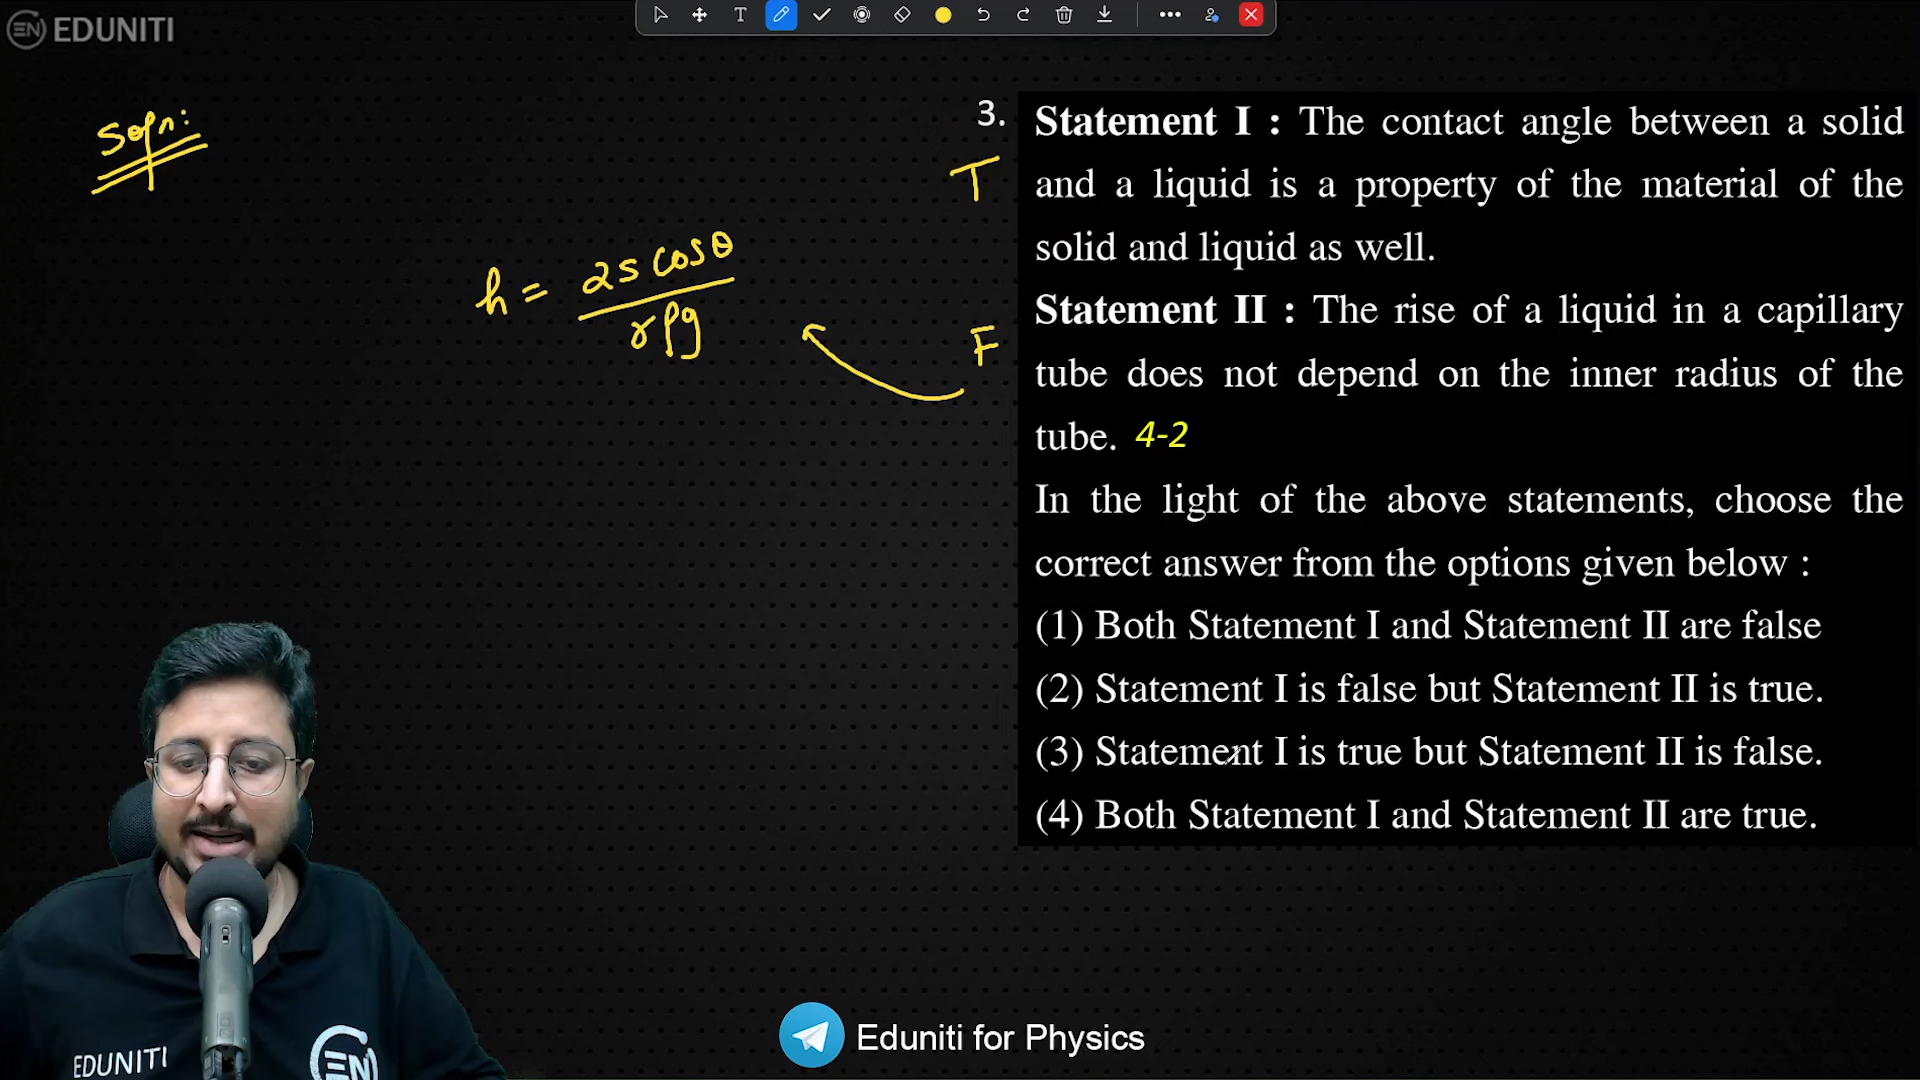 EDUNITI
Sol^n:
3. Statement I : The contact angle between a solid
T
and a liquid is a property of the material of the
solid and liquid as well.
h = 2s cosθ / rρg
Statement II : The rise of a liquid in a capillary
F
tube does not depend on the inner radius of the
tube. 4-2
In the light of the above statements, choose the
correct answer from the options given below :
(1) Both Statement I and Statement II are false
(2) Statement I is false but Statement II is true.
(3) Statement I is true but Statement II is false.
(4) Both Statement I and Statement II are true.
Eduniti for Physics
EDUNITI
EN